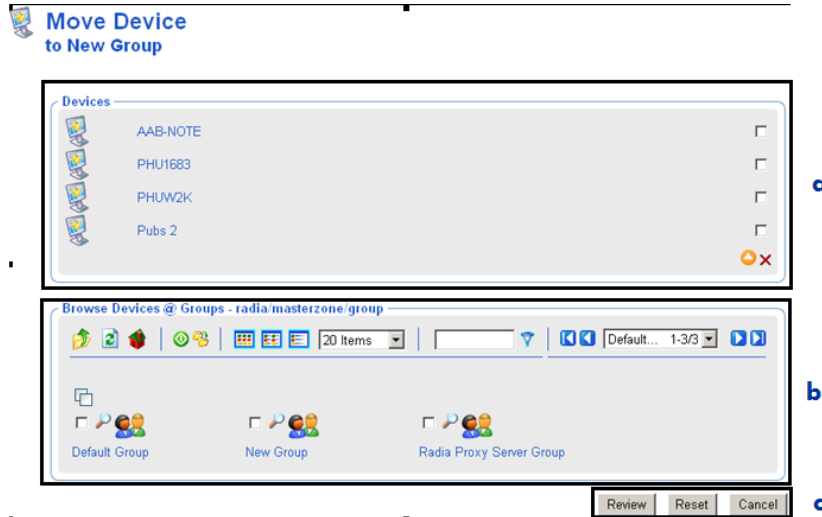 Move Device
to New Group
Devices
AAB-NOTE
PHU1683
PHUW2K
Pubs 2
a
Browse Devices @ Groups - radia/masterzone/group
20 Items
Default... 1-3/3
b
Default Group New Group Radia Proxy Server Group
Review Reset Cancel